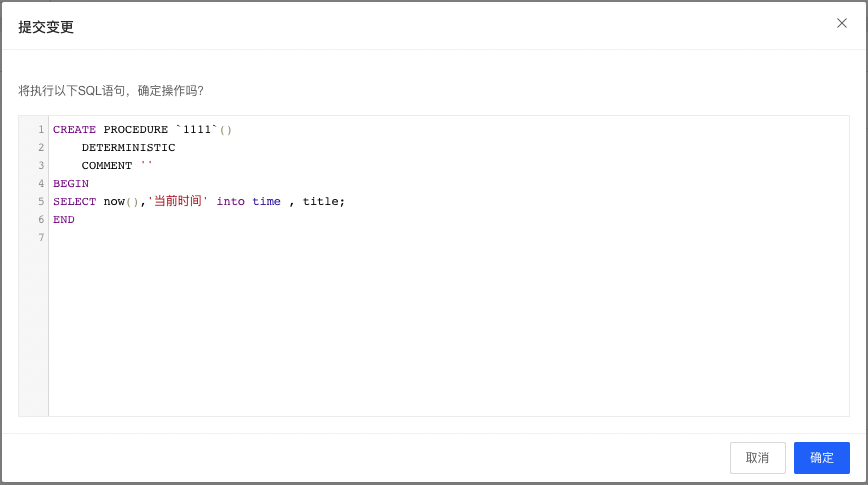 提交变更
将执行以下SQL语句，确定操作吗?
1 CREATE PROCEDURE `1111`()
2     DETERMINISTIC
3     COMMENT ''
4 BEGIN
5 SELECT now(),'当前时间' into time , title;
6 END
7
取消 确定